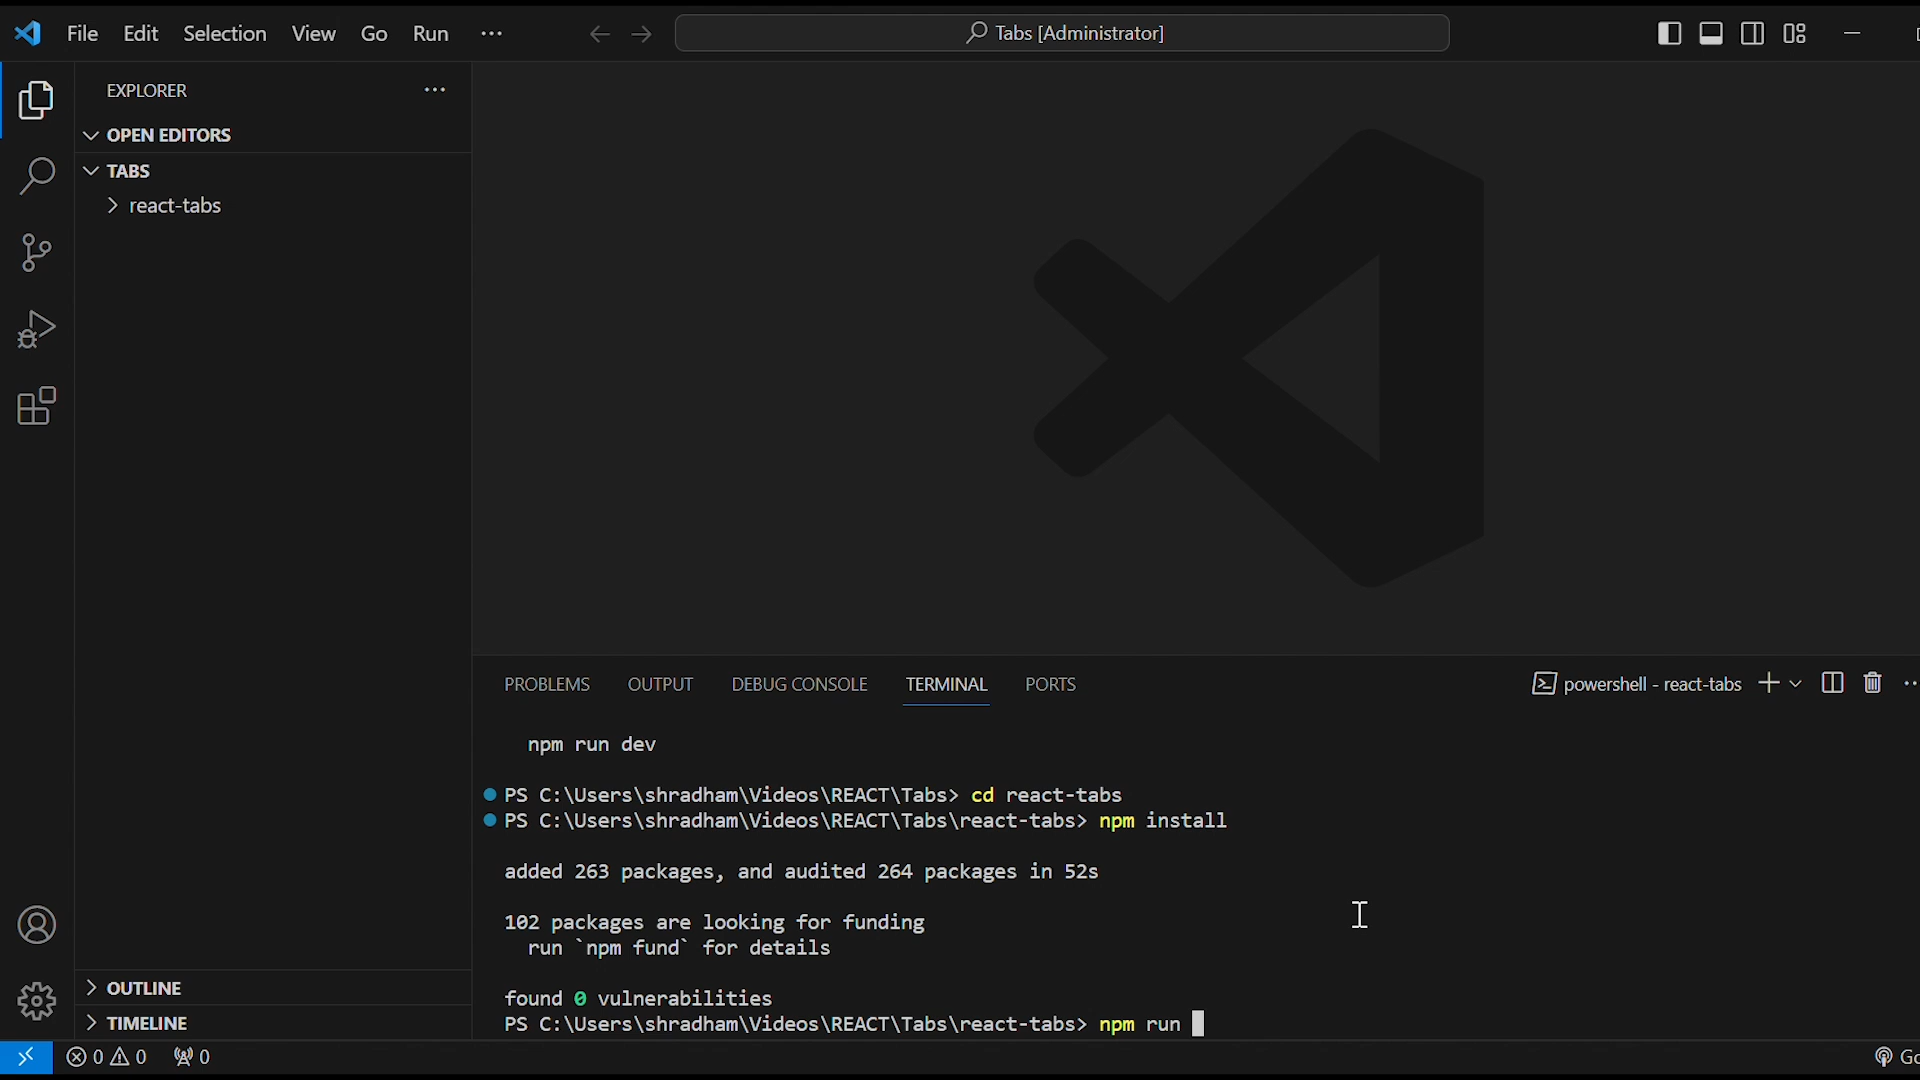 File Edit Selection View Go Run ···
Tabs [Administrator]
EXPLORER ···
OPEN EDITORS
TABS
react-tabs
PROBLEMS OUTPUT DEBUG CONSOLE TERMINAL PORTS
powershell - react-tabs
npm run dev
PS C:\Users\shradham\Videos\REACT\Tabs> cd react-tabs
PS C:\Users\shradham\Videos\REACT\Tabs\react-tabs> npm install
added 263 packages, and audited 264 packages in 52s
102 packages are looking for funding
run `npm fund` for details
found 0 vulnerabilities
PS C:\Users\shradham\Videos\REACT\Tabs\react-tabs> npm run
OUTLINE
TIMELINE
0 0 0